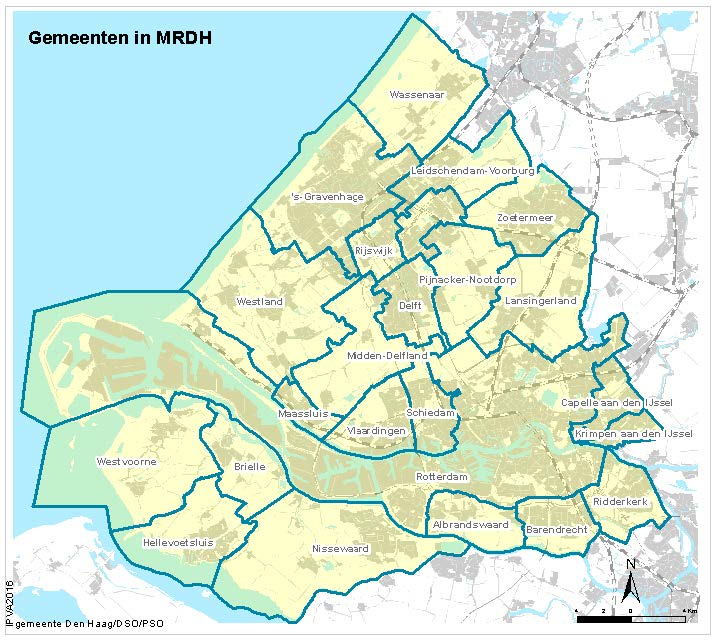 Gemeenten in MRDH
Wassenaar
Leidschendam-Voorburg
's-Gravenhage
Zoetermeer
Rijswijk
Pijnacker-Nootdorp
Westland
Delft
Lansingerland
Midden-Delfland
Capelle aan den IJssel
Maassluis
Schiedam
Vlaardingen
Krimpen aan den IJssel
Westvoorne
Brielle
Rotterdam
Ridderkerk
Albrandswaard
Barendrecht
Hellevoetsluis
Nissewaard
N
4 2 0 4 Km
IPVA2016
gemeente Den Haag/DSO/PSO